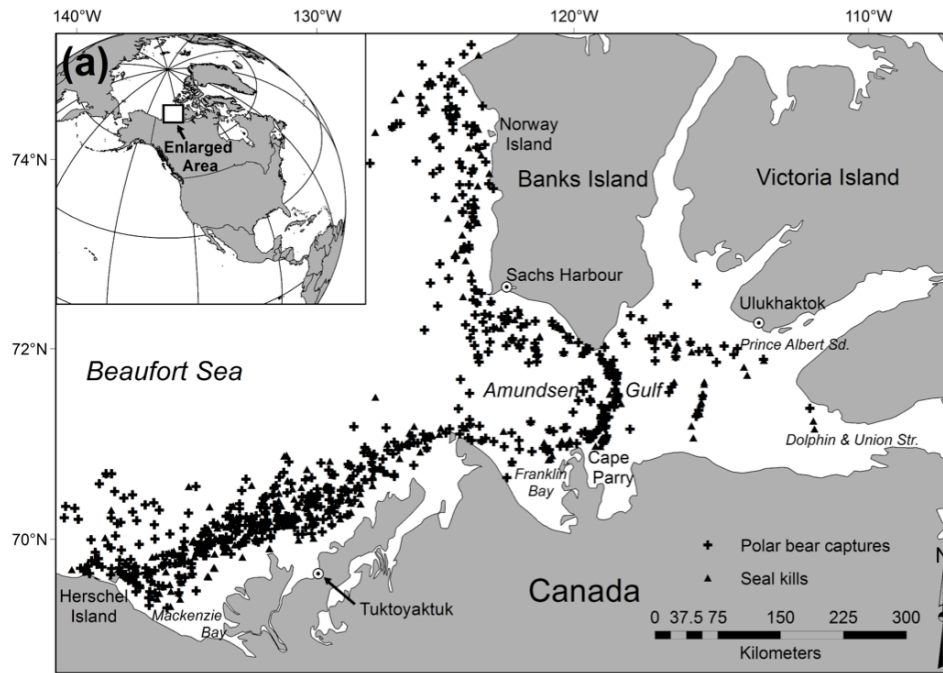 140°W
130°W
120°W
110°W
(a)
Enlarged
Area
74°N
72°N
70°N
Norway
Island
Banks Island
Victoria Island
Sachs Harbour
Ulukhaktok
Prince Albert Sd.
Beaufort Sea
Amundsen Gulf
Dolphin & Union Str.
Franklin
Bay
Cape
Parry
Herschel
Island
Mackenzie
Bay
Tuktoyaktuk
Canada
Polar bear captures
Seal kills
0 37.5 75 150 225 300
Kilometers
N